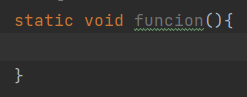 static void funcion(){
}